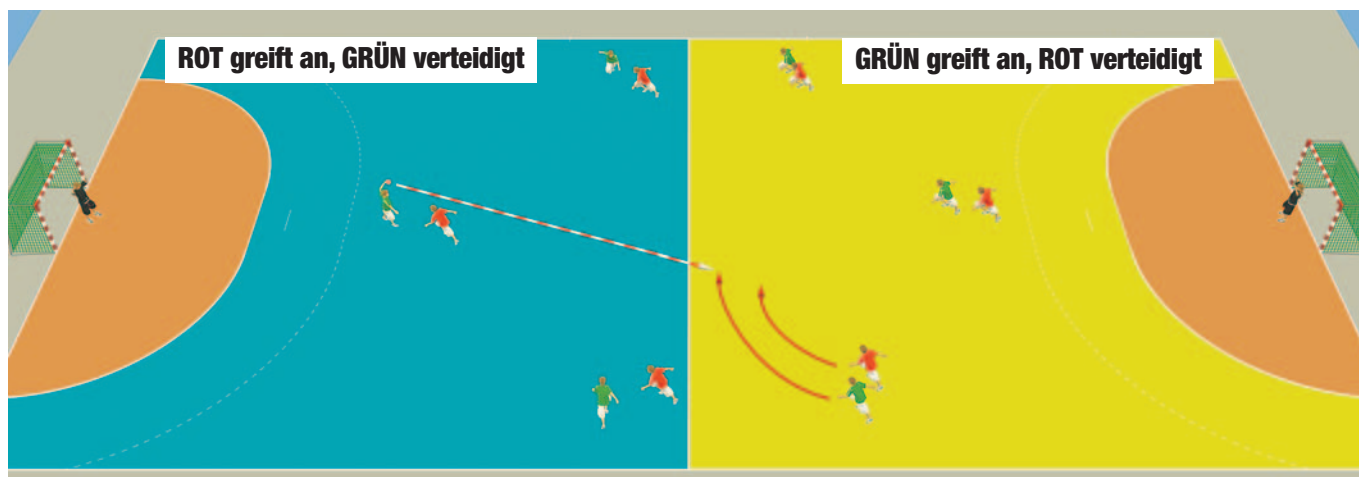 ROT greift an, GRÜN verteidigt
GRÜN greift an, ROT verteidigt